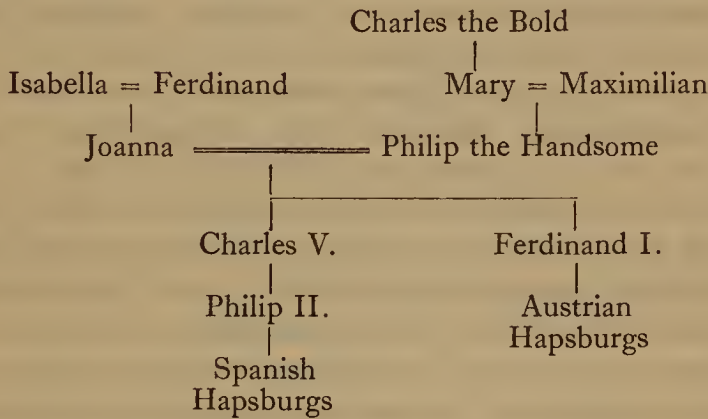 Charles the Bold
Isabella = Ferdinand Mary = Maximilian
Joanna Philip the Handsome
Charles V. Ferdinand I.
Philip II. Austrian
Hapsburgs
Spanish
Hapsburgs